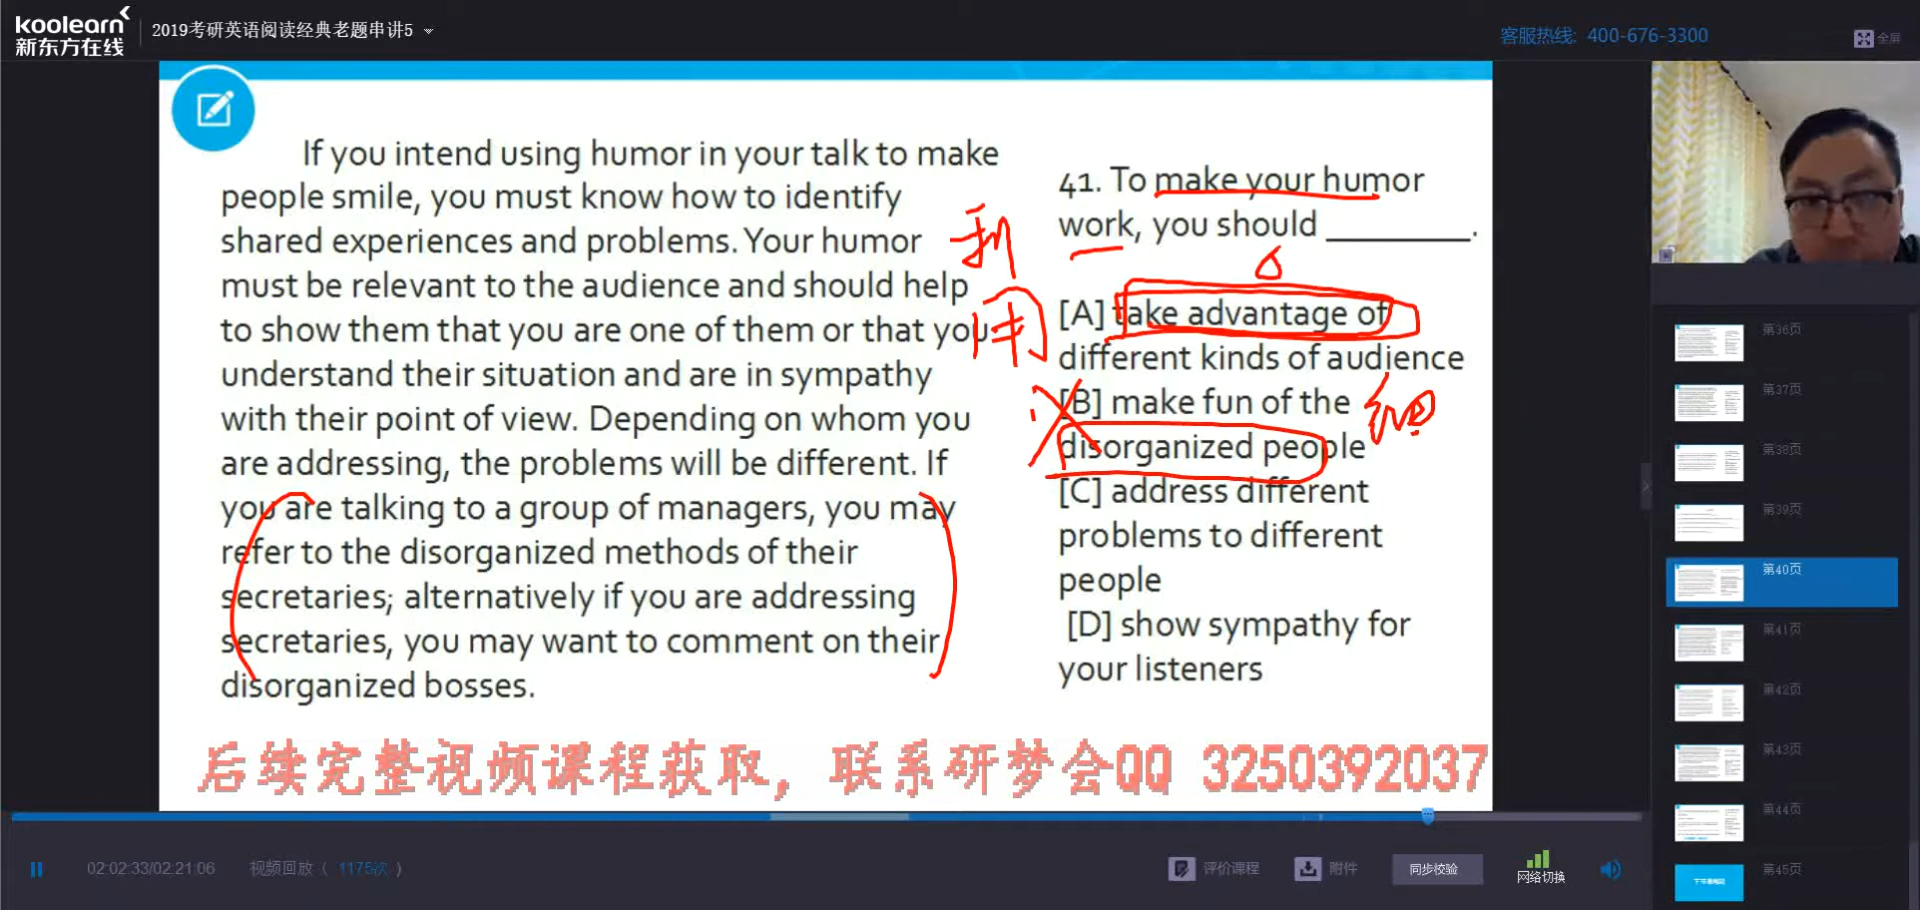 koolearn
新东方在线
2019考研英语阅读经典老题串讲5
客服热线: 400-676-3300
全屏
If you intend using humor in your talk to make
people smile, you must know how to identify
shared experiences and problems. Your humor
must be relevant to the audience and should help
to show them that you are one of them or that you
understand their situation and are in sympathy
with their point of view. Depending on whom you
are addressing, the problems will be different. If
you are talking to a group of managers, you may
refer to the disorganized methods of their
secretaries; alternatively if you are addressing
secretaries, you may want to comment on their
disorganized bosses.
利
用
41. To make your humor
work, you should ________.
[A] take advantage of
different kinds of audience
[B] make fun of the
disorganized people
[C] address different
problems to different
people
[D] show sympathy for
your listeners
后续完整视频课程获取，联系研梦会QQ 3250392037
第36页
第37页
第38页
第39页
第40页
第41页
第42页
第43页
第44页
第45页
02:02:33/02:21:06
视频回放（ 1175次 ）
评价课程
附件
同步校验
网络切换